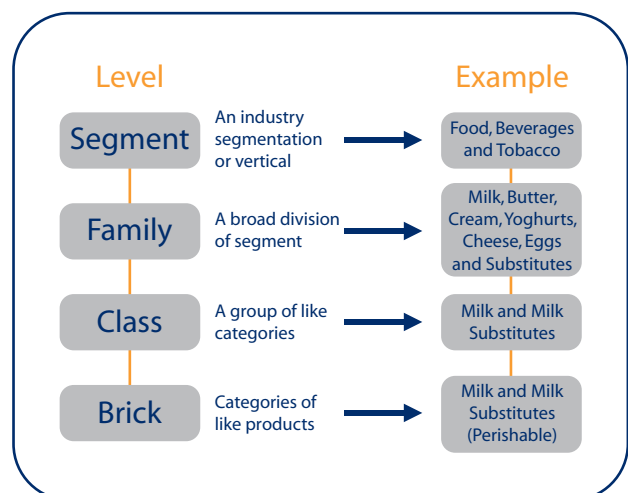 Level
Example
Segment
An industry
segmentation
or vertical
Food, Beverages
and Tobacco
Family
A broad division
of segment
Milk, Butter,
Cream, Yoghurts,
Cheese, Eggs
and Substitutes
Class
A group of like
categories
Milk and Milk
Substitutes
Brick
Categories of
like products
Milk and Milk
Substitutes
(Perishable)